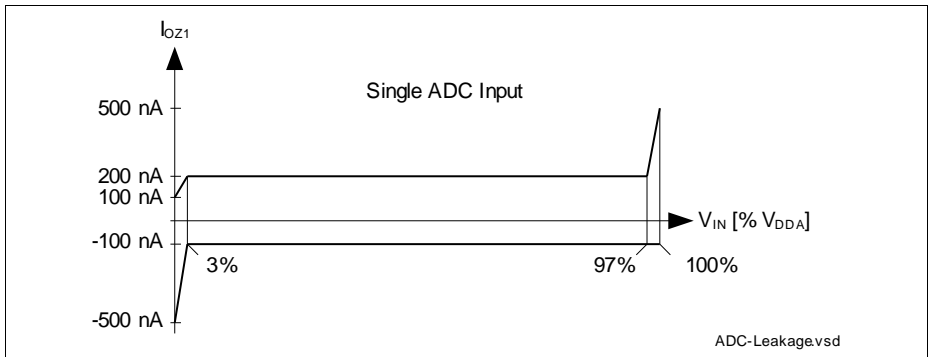 I_OZ1
Single ADC Input
500 nA
200 nA
100 nA
V_IN [% V_DDA]
-100 nA
3%
97%
100%
-500 nA
ADC-Leakage.vsd